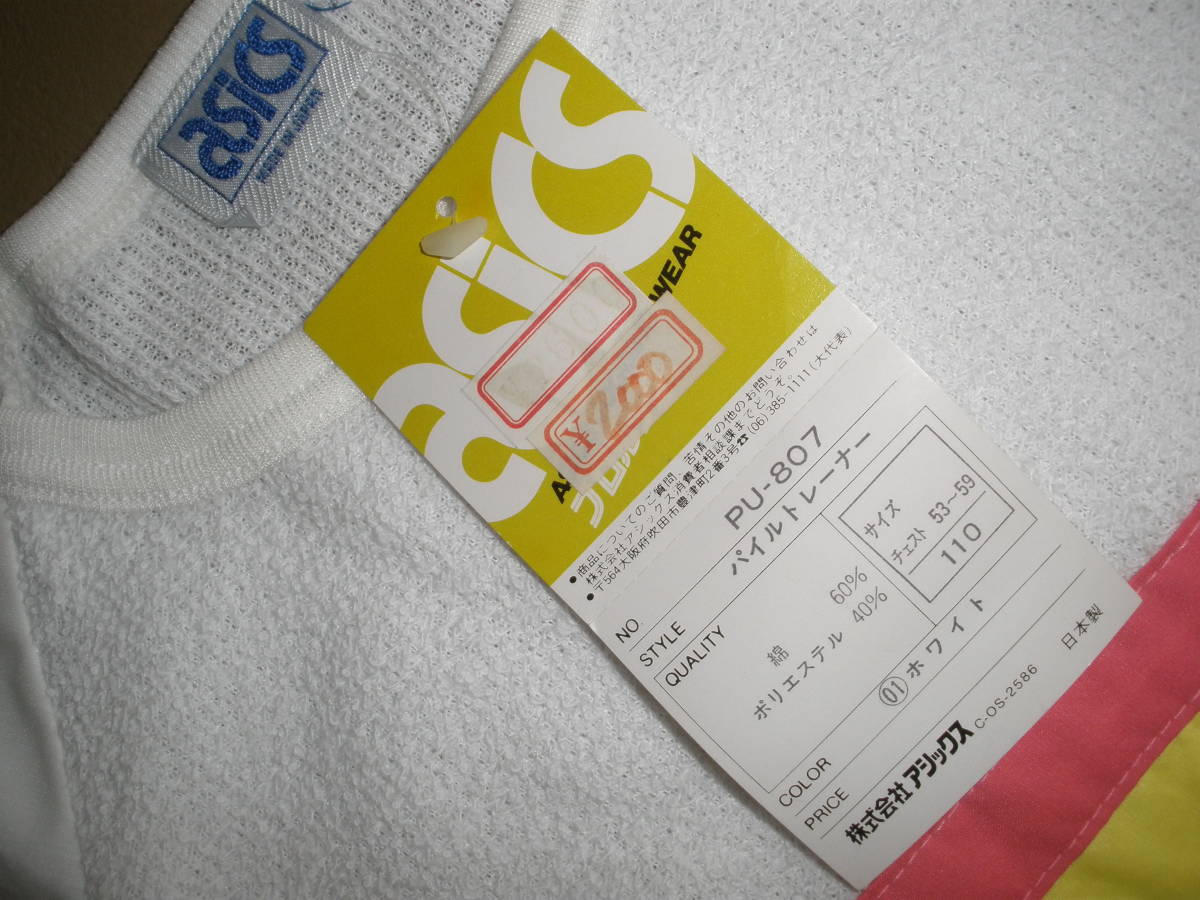 asics
asics
WEAR
¥2000
●商品についてのご質問、苦情その他のお問い合わせは
株式会社アシックス消費者相談課までどうぞ。
●〒564大阪府吹田市豊津町2番3号☎(06)385-1111(大代表)
NO. PU-807
STYLE パイルトレーナー
QUALITY
綿 60%
ポリエステル 40%
サイズ
チェスト 53～59
110
COLOR 01 ホワイト
PRICE
株式会社アシックス C-OS-2586 日本製